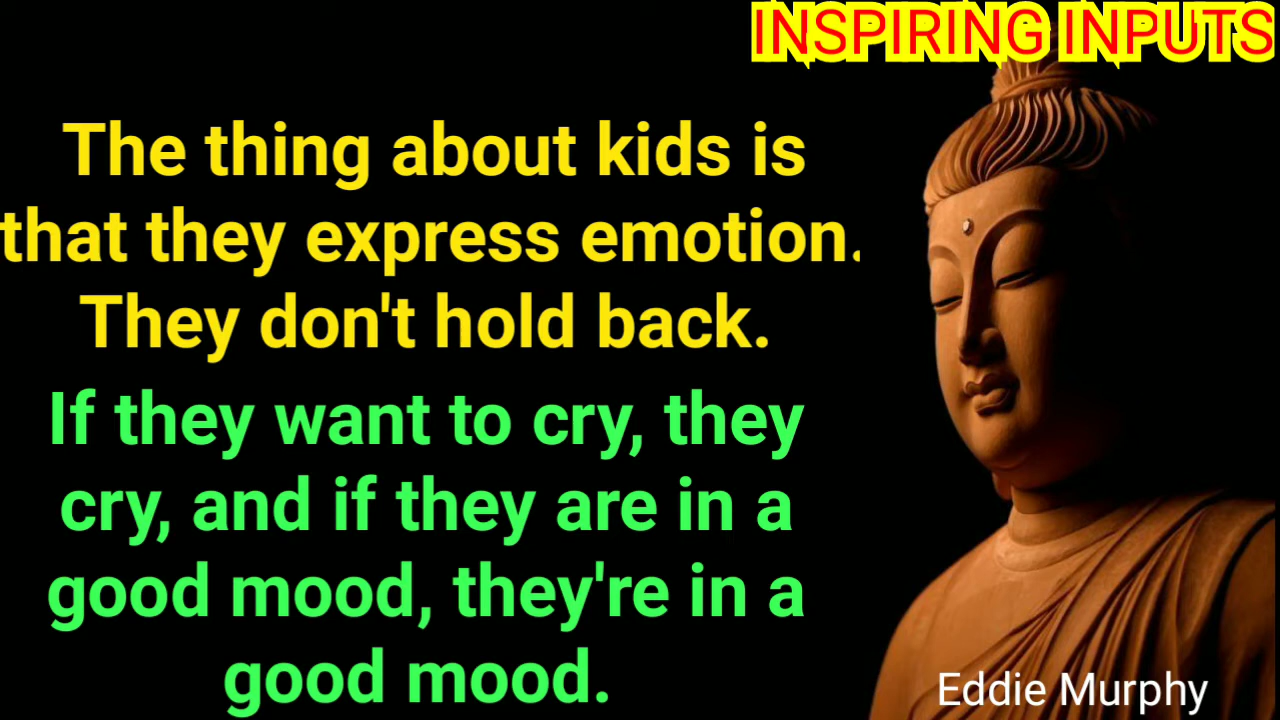 INSPIRING INPUTS
The thing about kids is
that they express emotion.
They don't hold back.
If they want to cry, they
cry, and if they are in a
good mood, they're in a
good mood.
Eddie Murphy